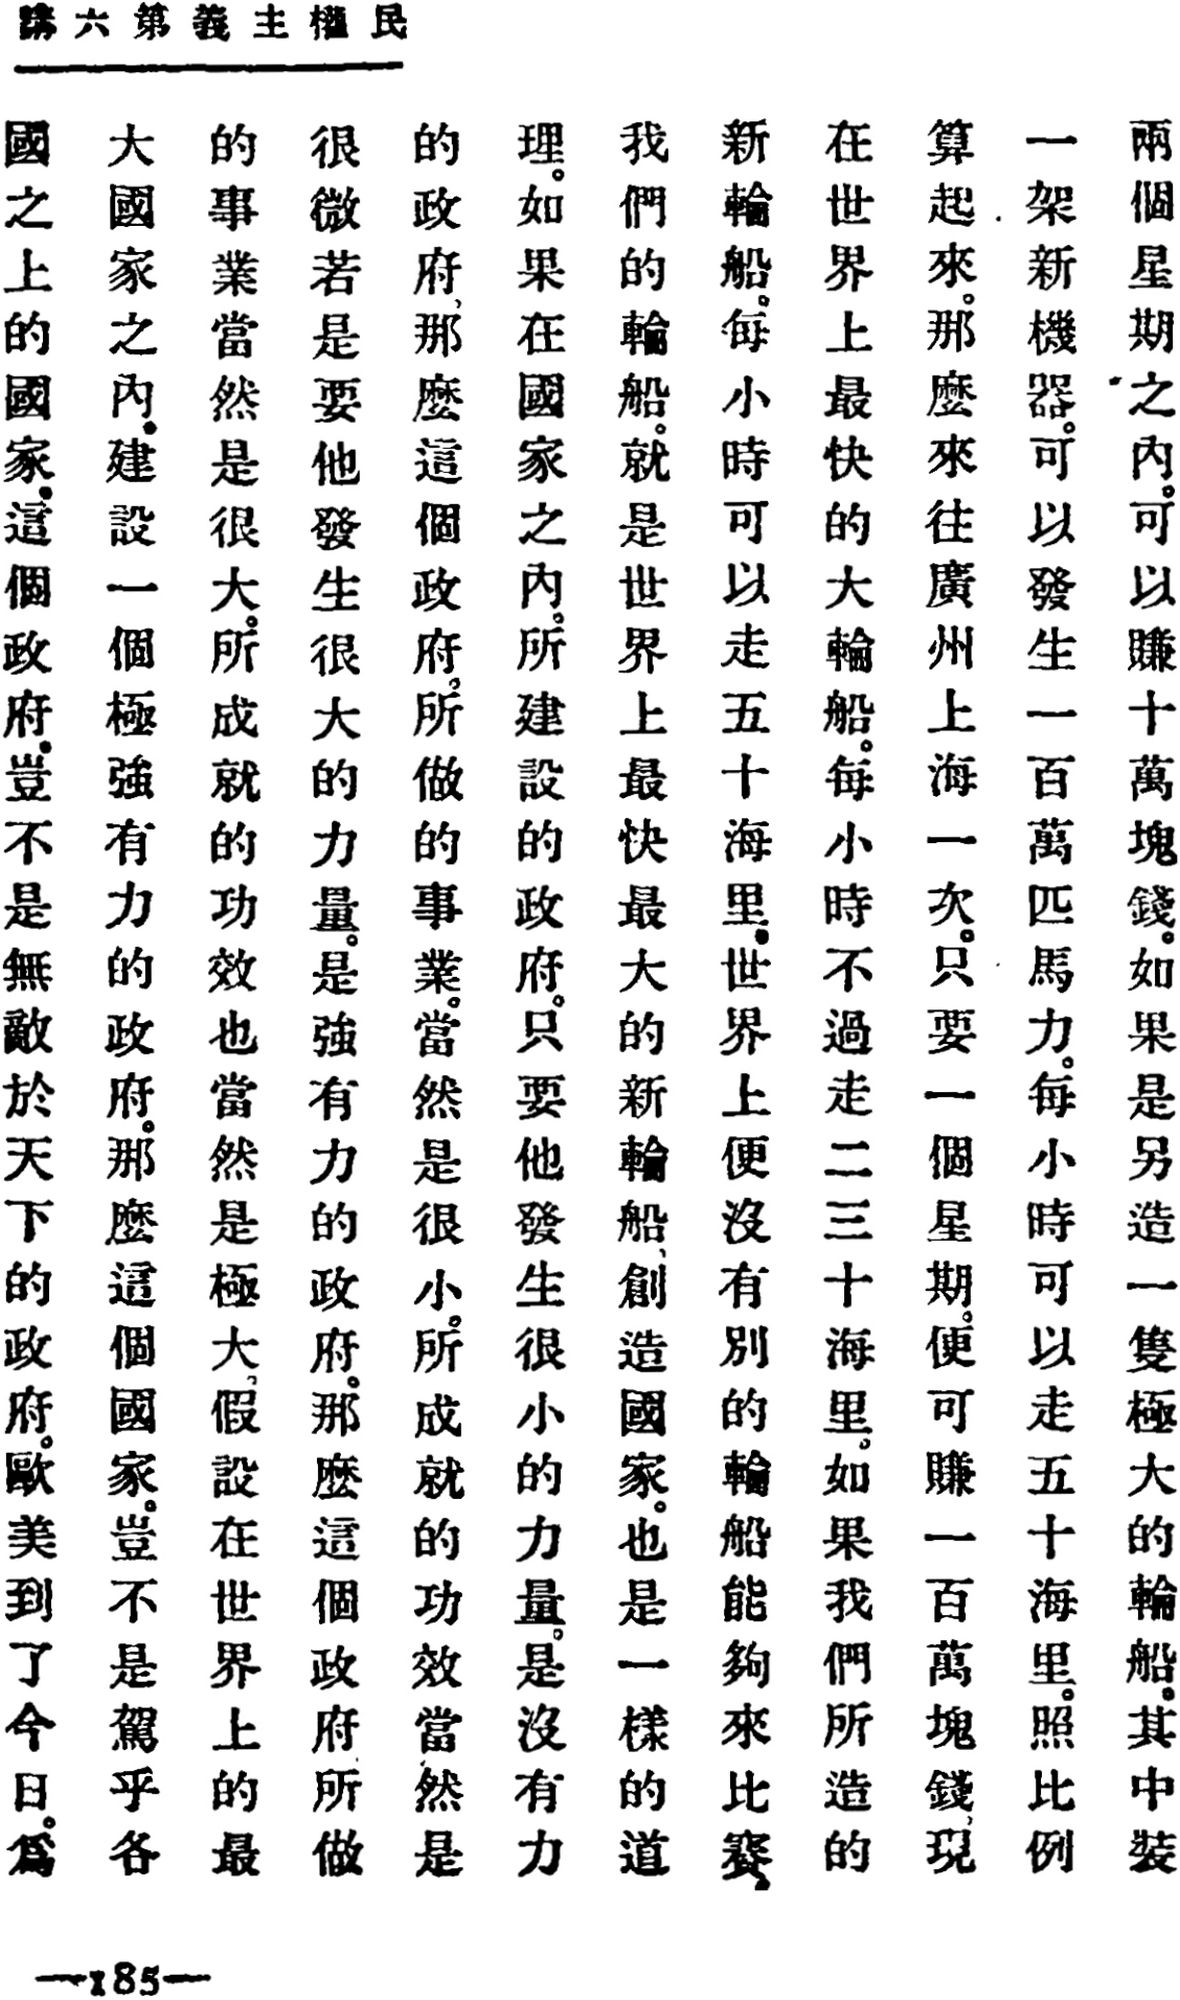 民權主義第六講
兩個星期之內。可以賺十萬塊錢。如果是另造一隻極大的輪船。其中裝
一架新機器。可以發生一百萬匹馬力。每小時可以走五十海里。照比例
算起來。那麼來往廣州上海一次。只要一個星期。便可賺一百萬塊錢、現
在世界上最快的大輪船。每小時不過走二三十海里。如果我們所造的
新輪船。每小時可以走五十海里。世界上便沒有別的輪船能夠來比賽。
我們的輪船。就是世界上最快最大的新輪船、創造國家。也是一樣的道
理。如果在國家之內。所建設的政府。只要他發生很小的力量。是沒有力
的政府、那麼這個政府。所做的事業。當然是很小。所成就的功效當然是
很微若是要他發生很大的力量。是強有力的政府。那麼這個政府所做
的事業當然是很大。所成就的功效也當然是極大、假設在世界上的最
大國家之內。建設一個極強有力的政府。那麼這個國家。豈不是駕乎各
國之上的國家。這個政府。豈不是無敵於天下的政府。歐美到了今日。爲
—185—